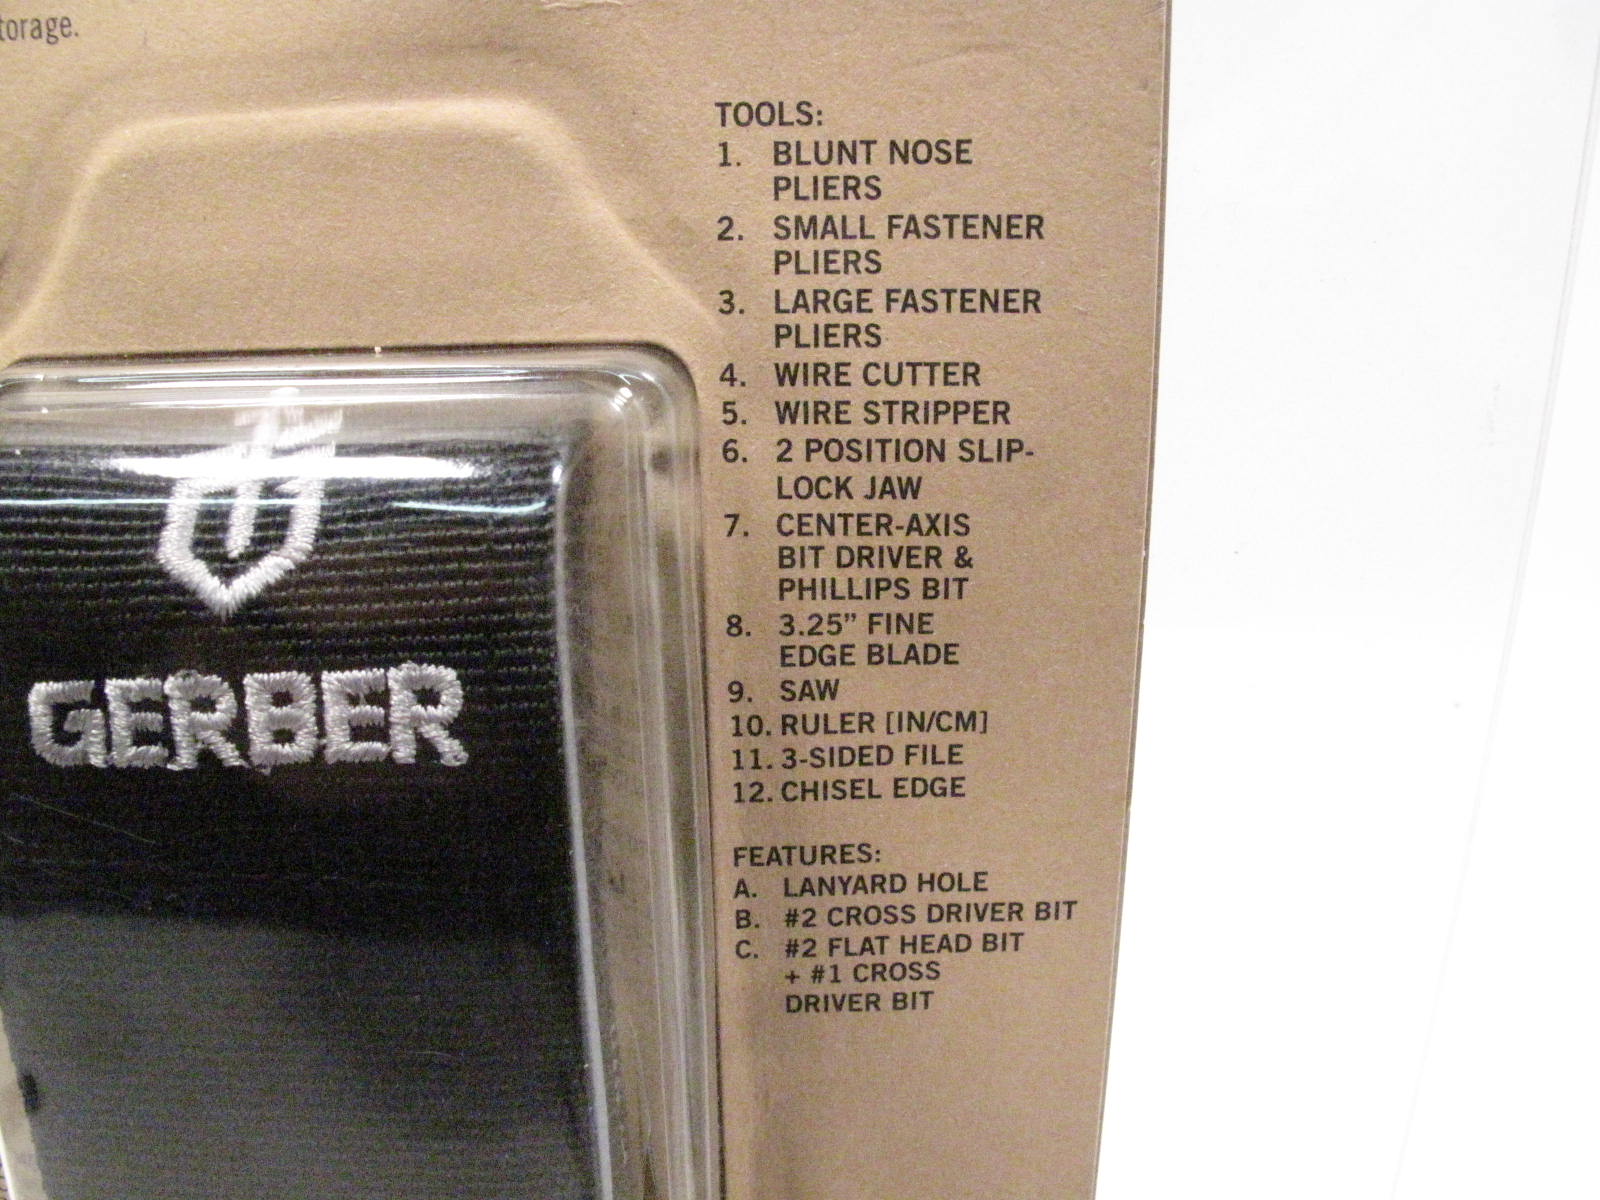 TOOLS:
1. BLUNT NOSE
PLIERS
2. SMALL FASTENER
PLIERS
3. LARGE FASTENER
PLIERS
4. WIRE CUTTER
5. WIRE STRIPPER
6. 2 POSITION SLIP-
LOCK JAW
7. CENTER-AXIS
BIT DRIVER &
PHILLIPS BIT
8. 3.25” FINE
EDGE BLADE
9. SAW
10. RULER [IN/CM]
11. 3-SIDED FILE
12. CHISEL EDGE
FEATURES:
A. LANYARD HOLE
B. #2 CROSS DRIVER BIT
C. #2 FLAT HEAD BIT
+ #1 CROSS
DRIVER BIT
GERBER